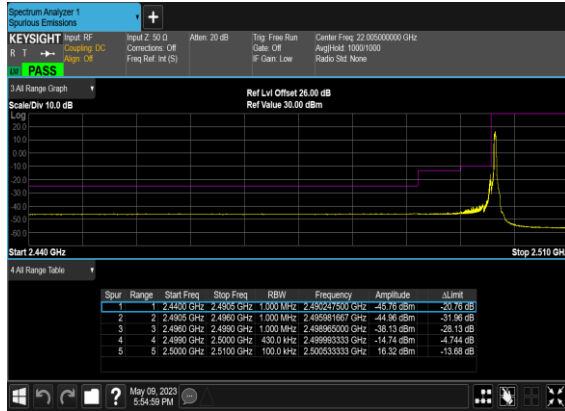 Spectrum Analyzer 1
Spurious Emissions
KEYSIGHT Input: RF Input Z: 50 Ω Atten: 20 dB Trig: Free Run Center Freq: 22.005000000 GHz
R T Coupling: DC Corrections: Off Gate: Off Avg|Hold: 1000/1000
Align: Off Freq Ref: Int (S) IF Gain: Low Radio Std: None
PASS
3 All Range Graph
Ref Lvl Offset 26.00 dB
Scale/Div 10.0 dB Ref Value 30.00 dBm
Log
20.0
10.0
0.00
-10.0
-20.0
-30.0
-40.0
-50.0
-60.0
Start 2.440 GHz Stop 2.510 GH
4 All Range Table
Spur Range Start Freq Stop Freq RBW Frequency Amplitude ΔLimit
1 1 2.4400 GHz 2.4905 GHz 1.000 MHz 2.490247500 GHz -45.76 dBm -20.76 dB
2 2 2.4905 GHz 2.4960 GHz 1.000 MHz 2.495981667 GHz -44.96 dBm -31.96 dB
3 3 2.4960 GHz 2.4990 GHz 1.000 MHz 2.498965000 GHz -38.13 dBm -28.13 dB
4 4 2.4990 GHz 2.5000 GHz 430.0 kHz 2.499993333 GHz -14.74 dBm -4.744 dB
5 5 2.5000 GHz 2.5100 GHz 100.0 kHz 2.500533333 GHz 16.32 dBm -13.68 dB
May 09, 2023
5:54:59 PM